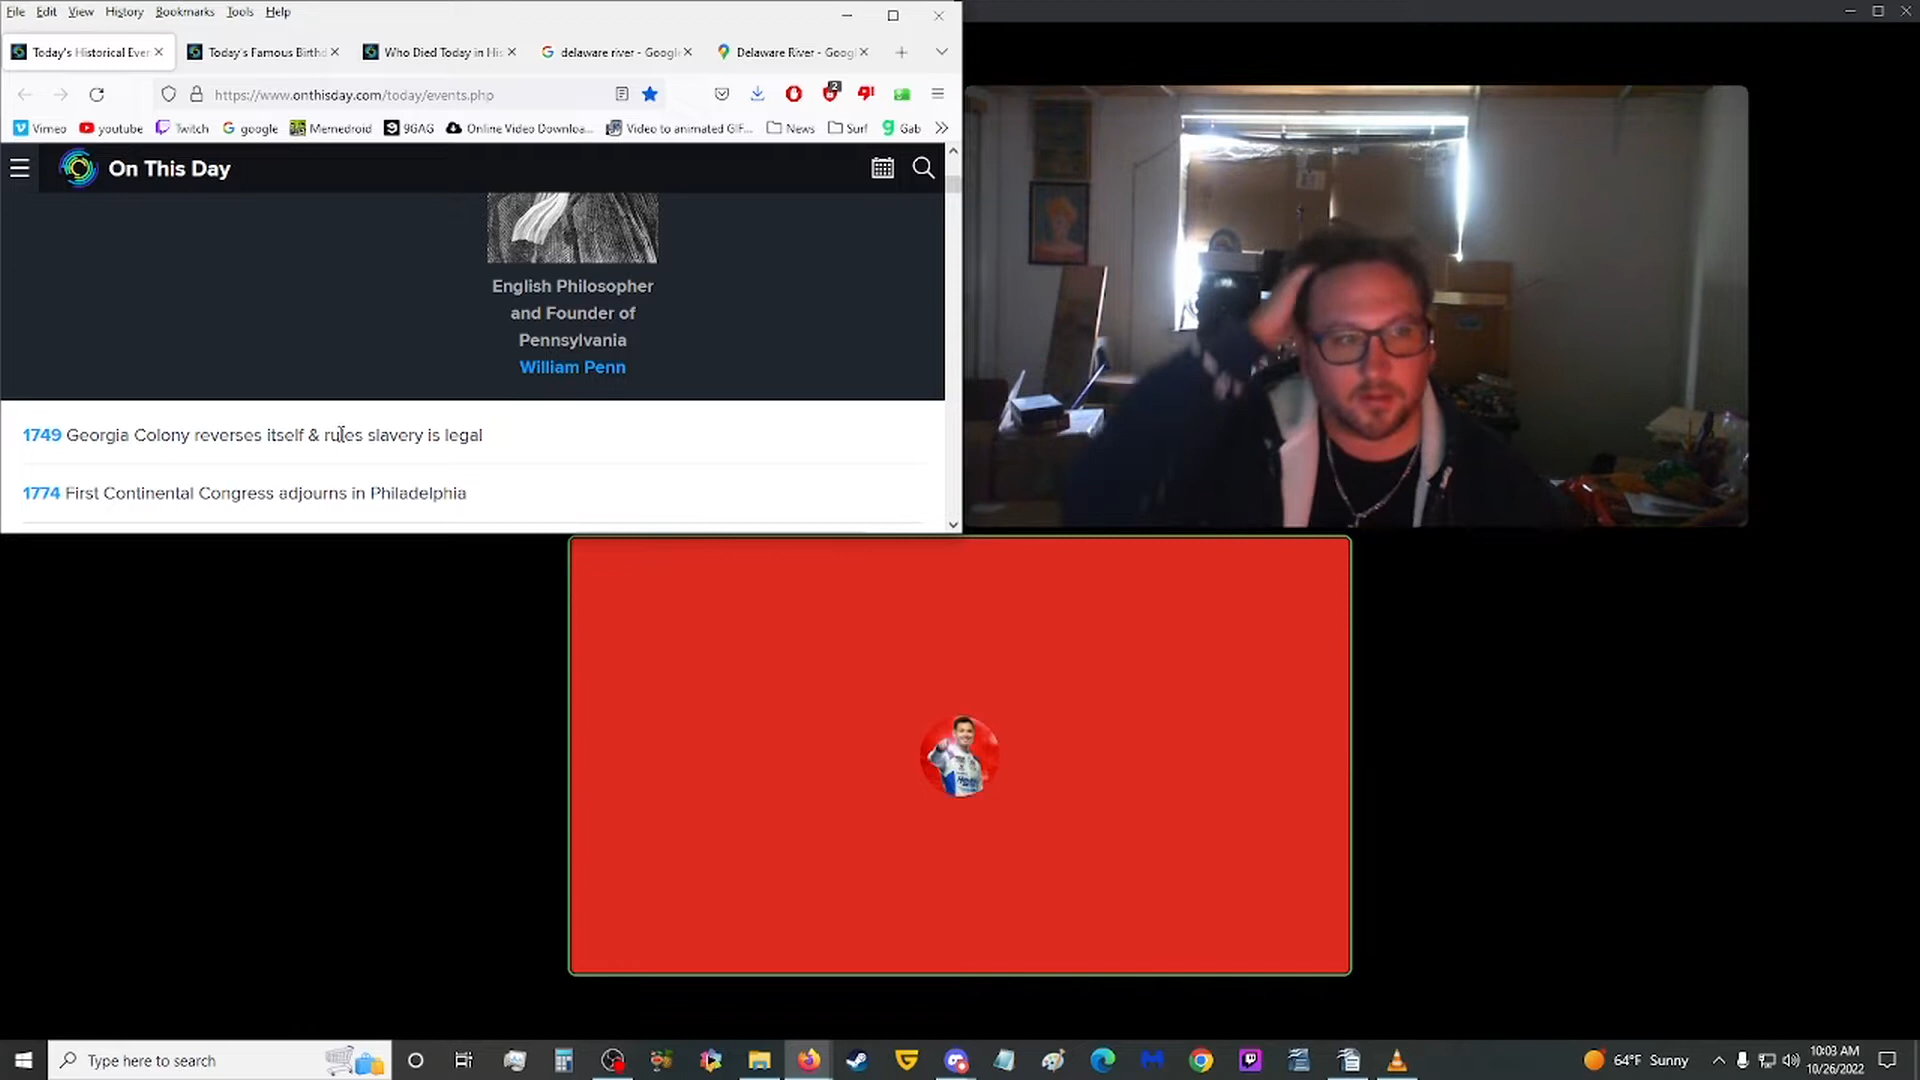 File Edit View History Bookmarks Tools Help
Today's Historical Ever
Today's Famous Birthd
Who Died Today in His
delaware river - Google
Delaware River - Googl
https://www.onthisday.com/today/events.php
2
Vimeo youtube Twitch google Memedroid 9GAG Online Video Downloa... Video to animated GIF... News Surf Gab
On This Day
English Philosopher
and Founder of
Pennsylvania
William Penn
1749 Georgia Colony reverses itself & rules slavery is legal
1774 First Continental Congress adjourns in Philadelphia
Type here to search
64°F Sunny
10:03 AM
10/26/2022